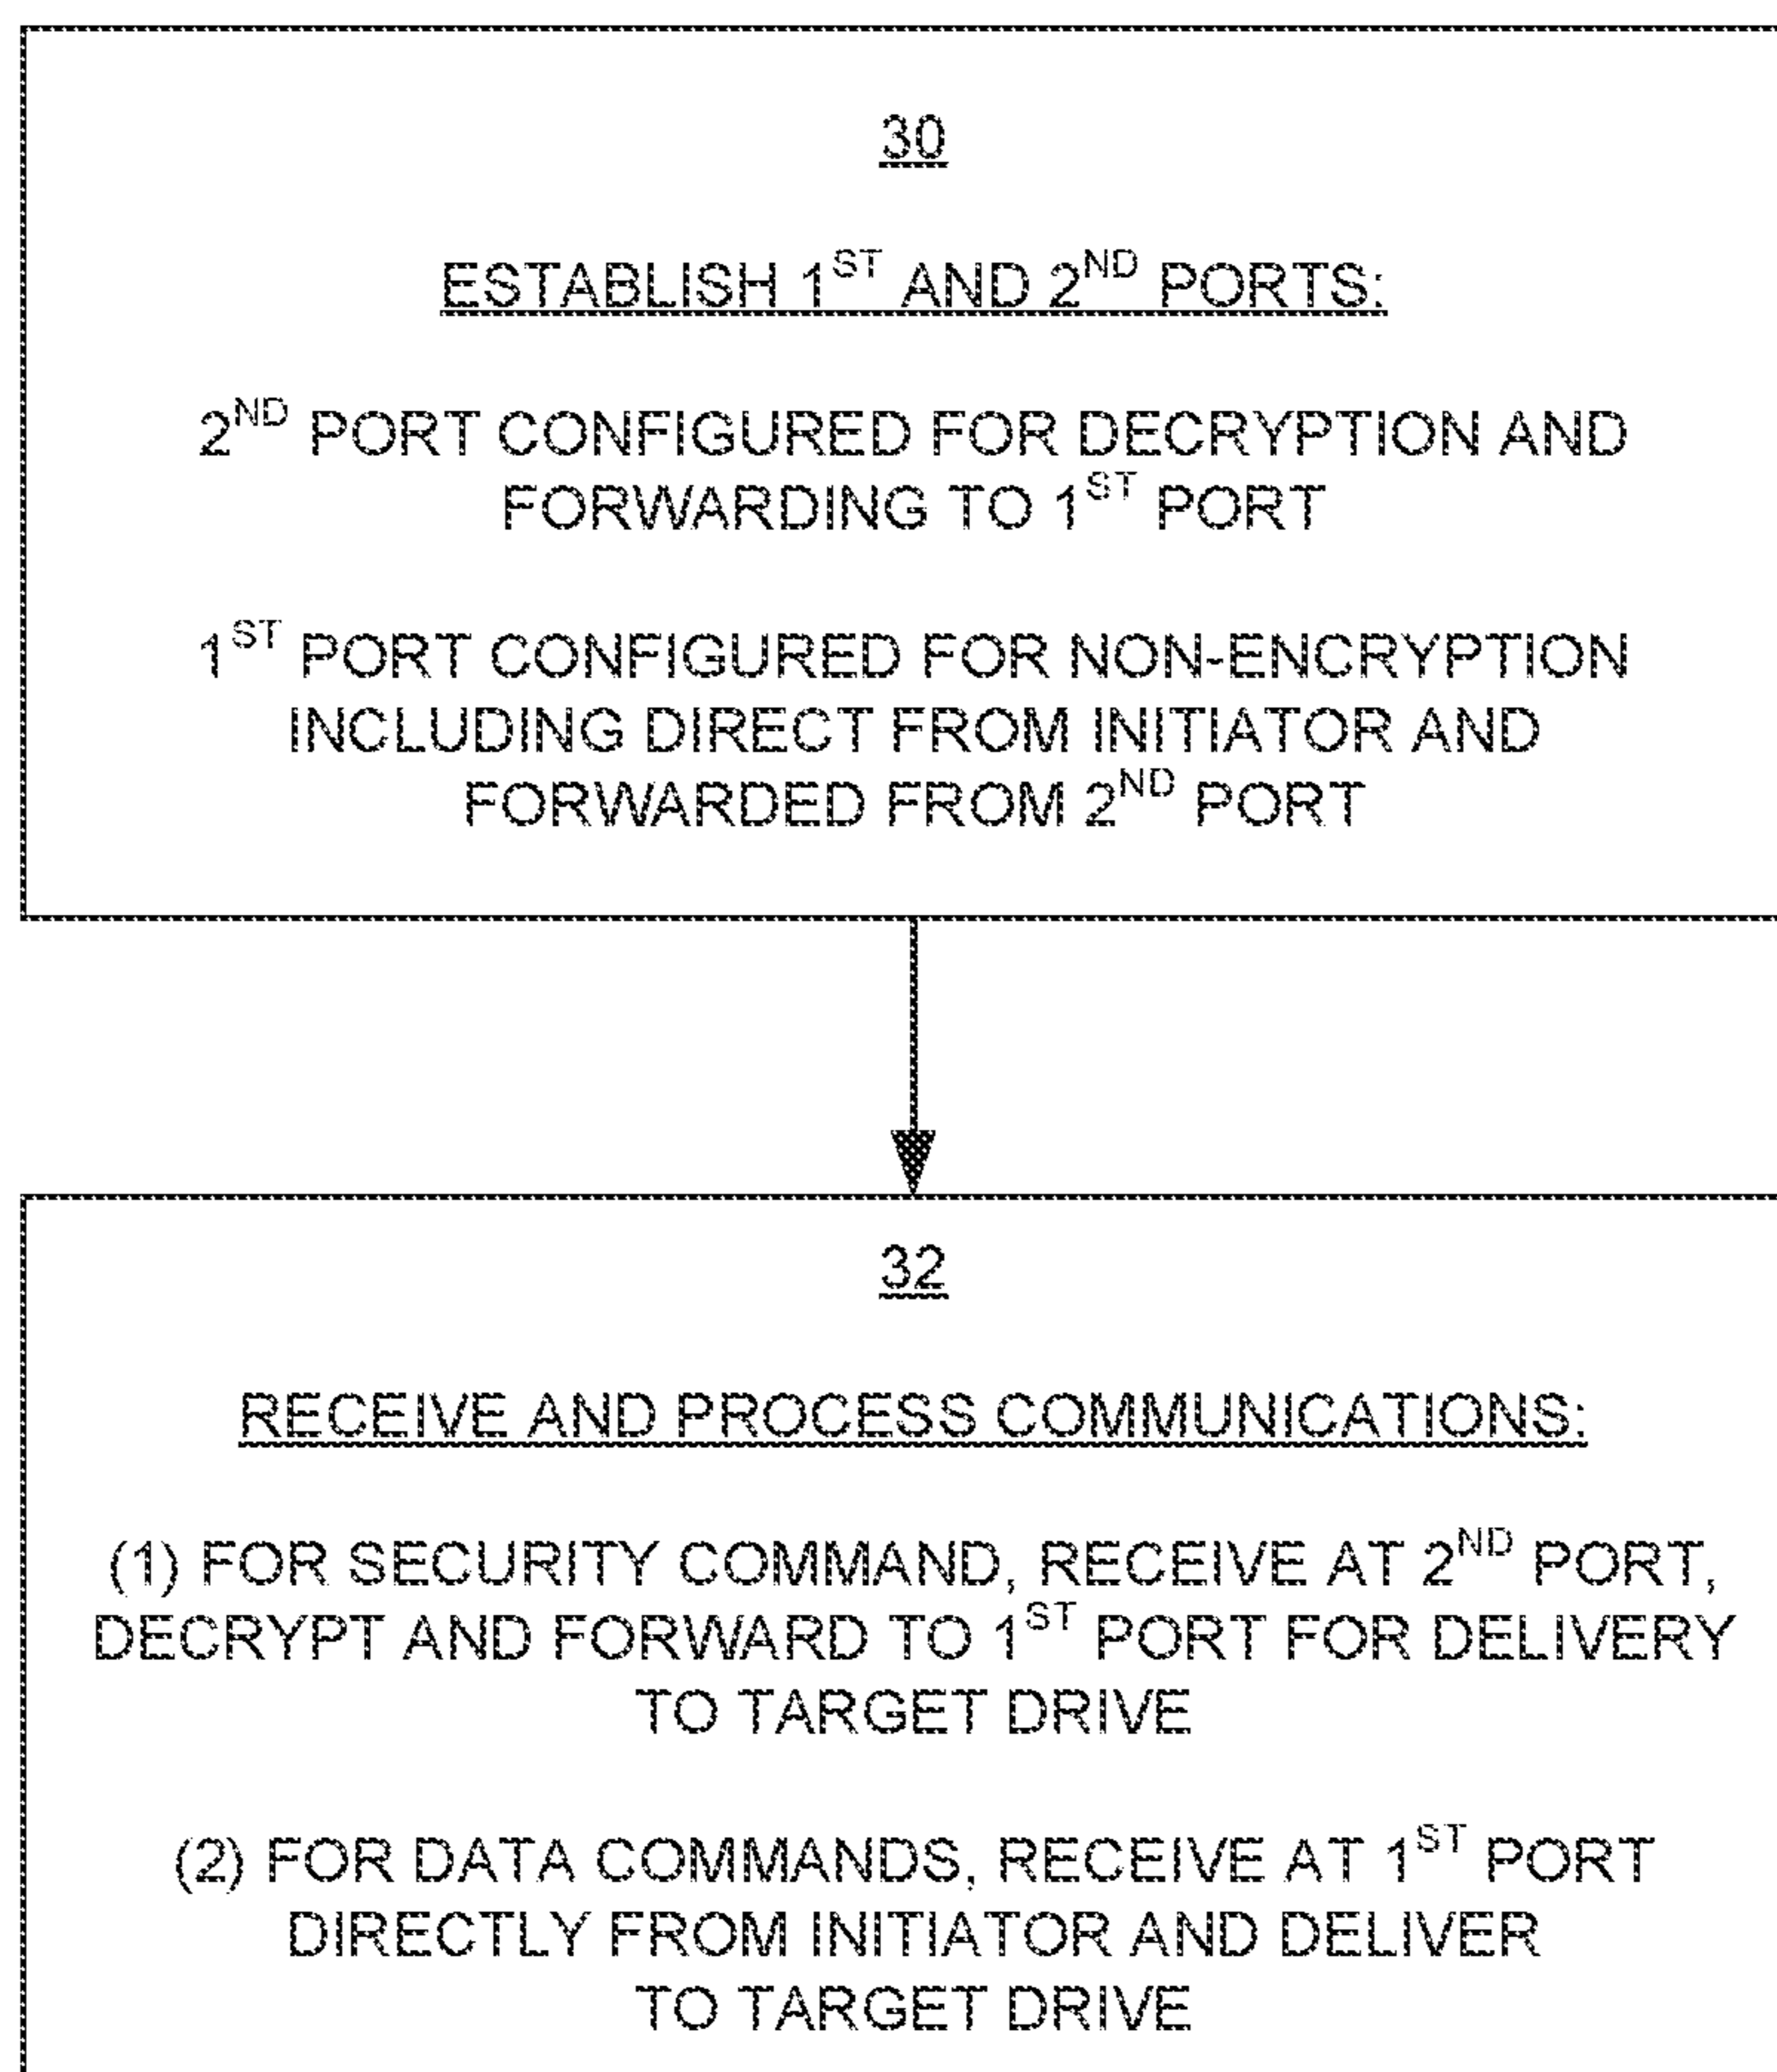 30
ESTABLISH 1ST AND 2ND PORTS:
2ND PORT CONFIGURED FOR DECRYPTION AND
FORWARDING TO 1ST PORT
1ST PORT CONFIGURED FOR NON-ENCRYPTION
INCLUDING DIRECT FROM INITIATOR AND
FORWARDED FROM 2ND PORT
32
RECEIVE AND PROCESS COMMUNICATIONS:
(1) FOR SECURITY COMMAND, RECEIVE AT 2ND PORT,
DECRYPT AND FORWARD TO 1ST PORT FOR DELIVERY
TO TARGET DRIVE
(2) FOR DATA COMMANDS, RECEIVE AT 1ST PORT
DIRECTLY FROM INITIATOR AND DELIVER
TO TARGET DRIVE